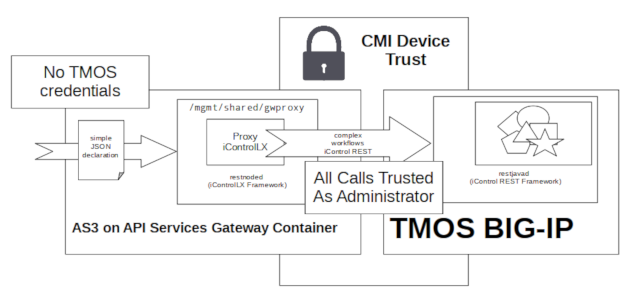 CMI Device
Trust
No TMOS
credentials
/mgmt/shared/gwproxy
simple
JSON
declaration
Proxy
iControlLX
complex
workflows
iControl REST
restnoded
(iControlLX Framework)
restjavad
(iControl REST Framework)
All Calls Trusted
As Administrator
AS3 on API Services Gateway Container
TMOS BIG-IP